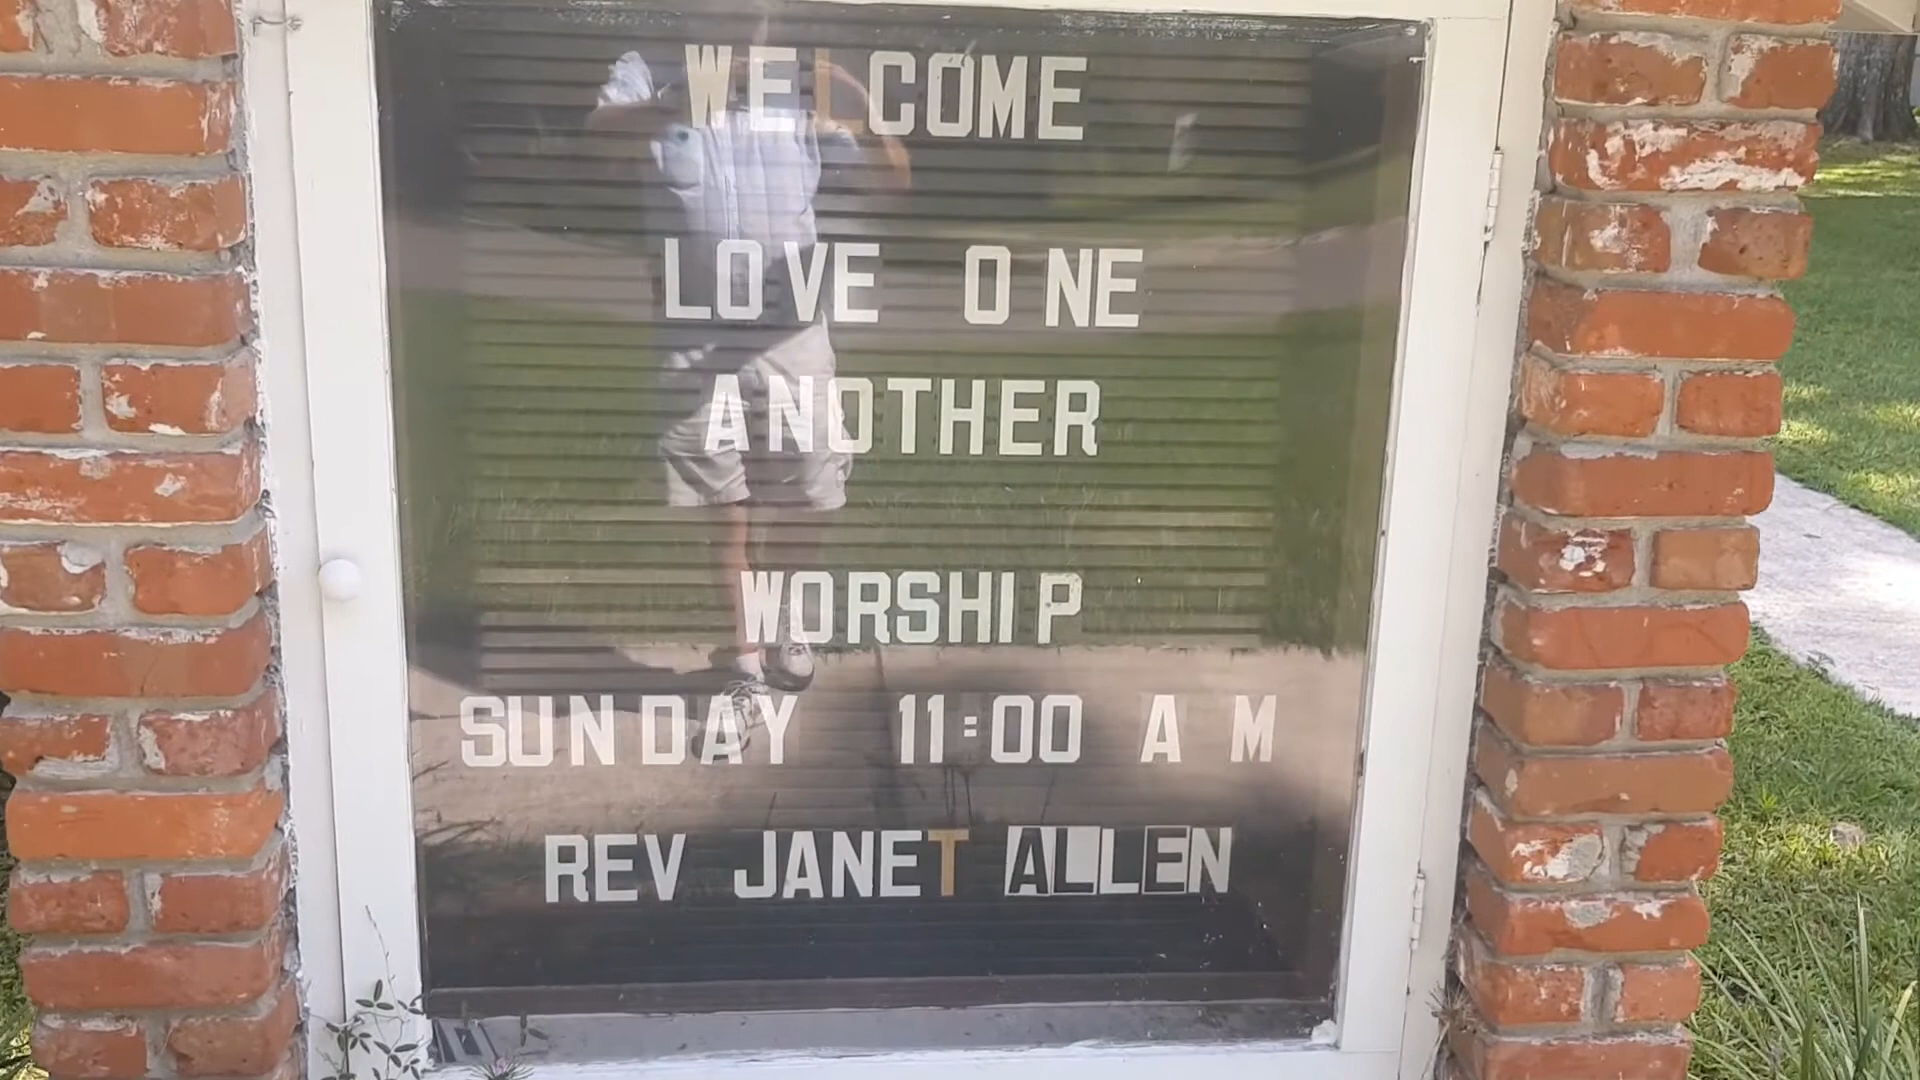 WELCOME
LOVE ONE
ANOTHER
WORSHIP
SUNDAY 11:00 A M
REV JANET ALLEN